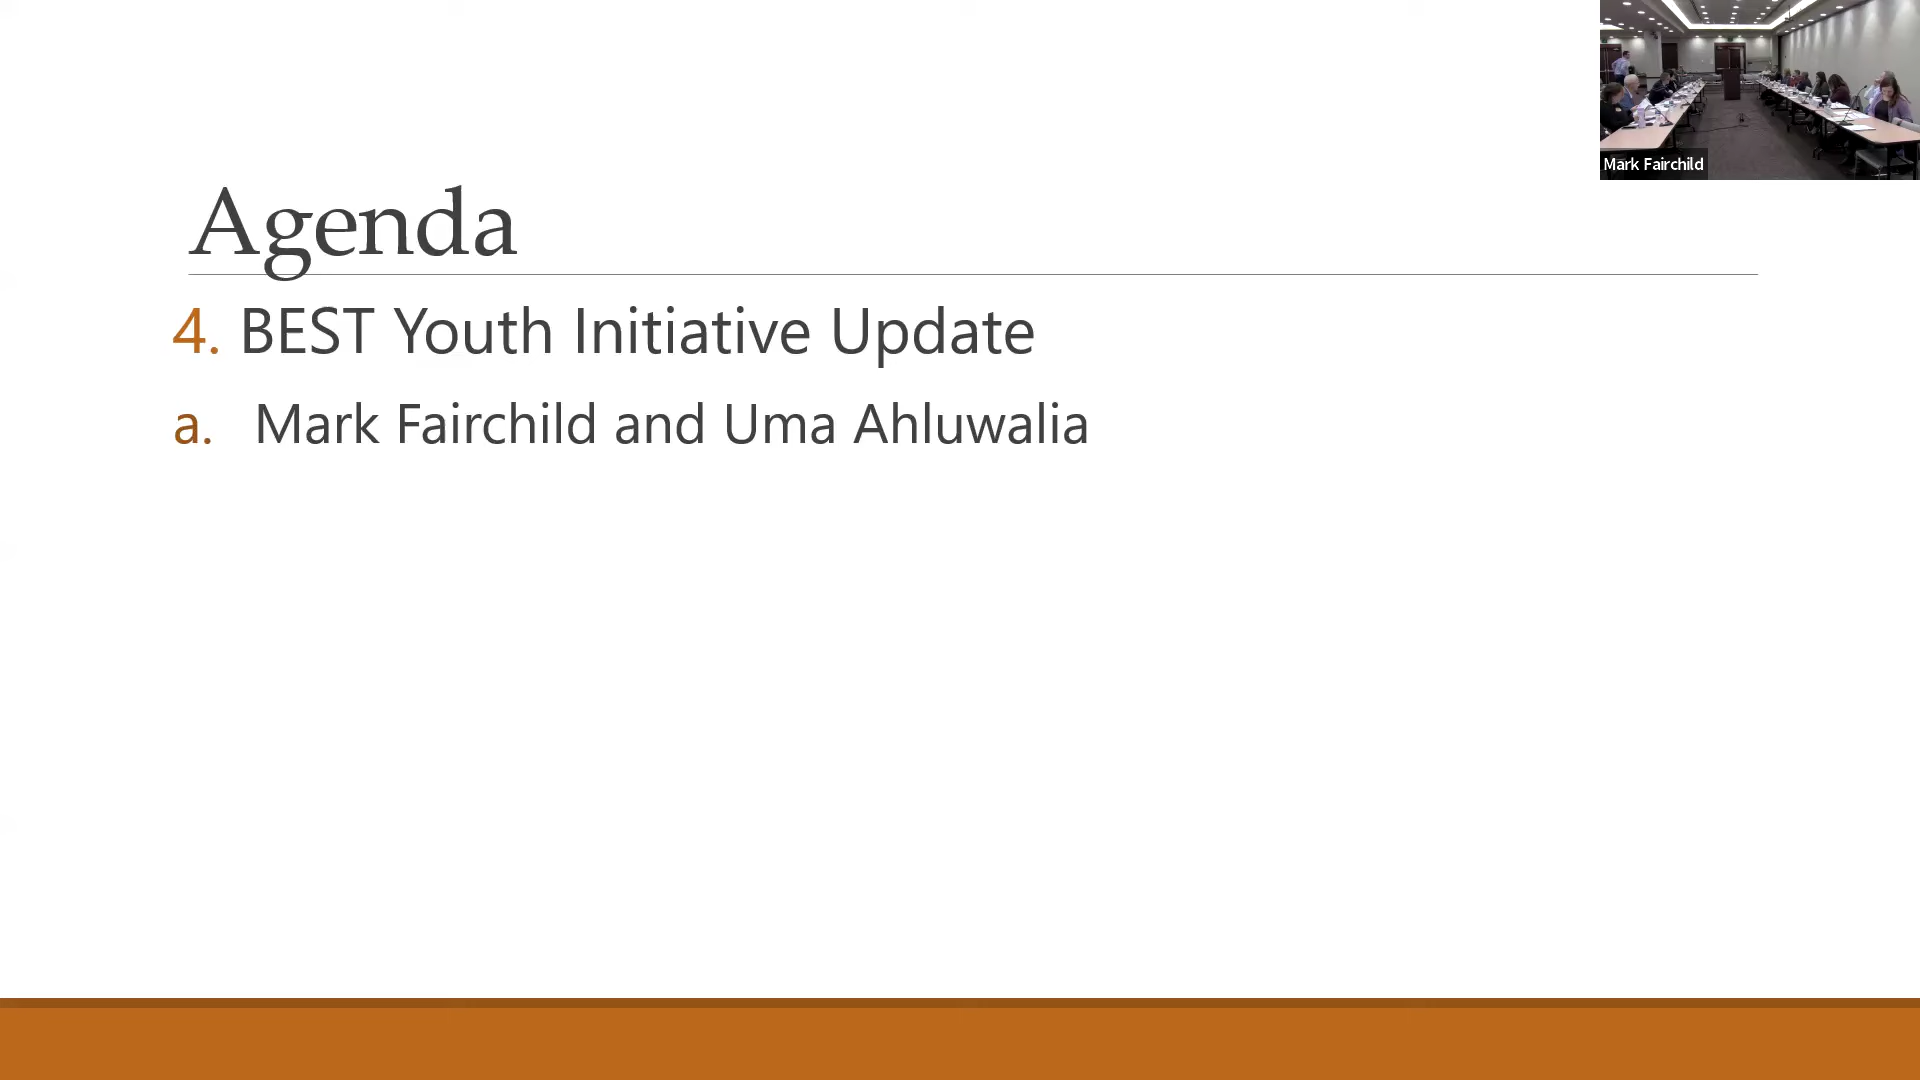 Mark Fairchild
Agenda
4. BEST Youth Initiative Update
a. Mark Fairchild and Uma Ahluwalia